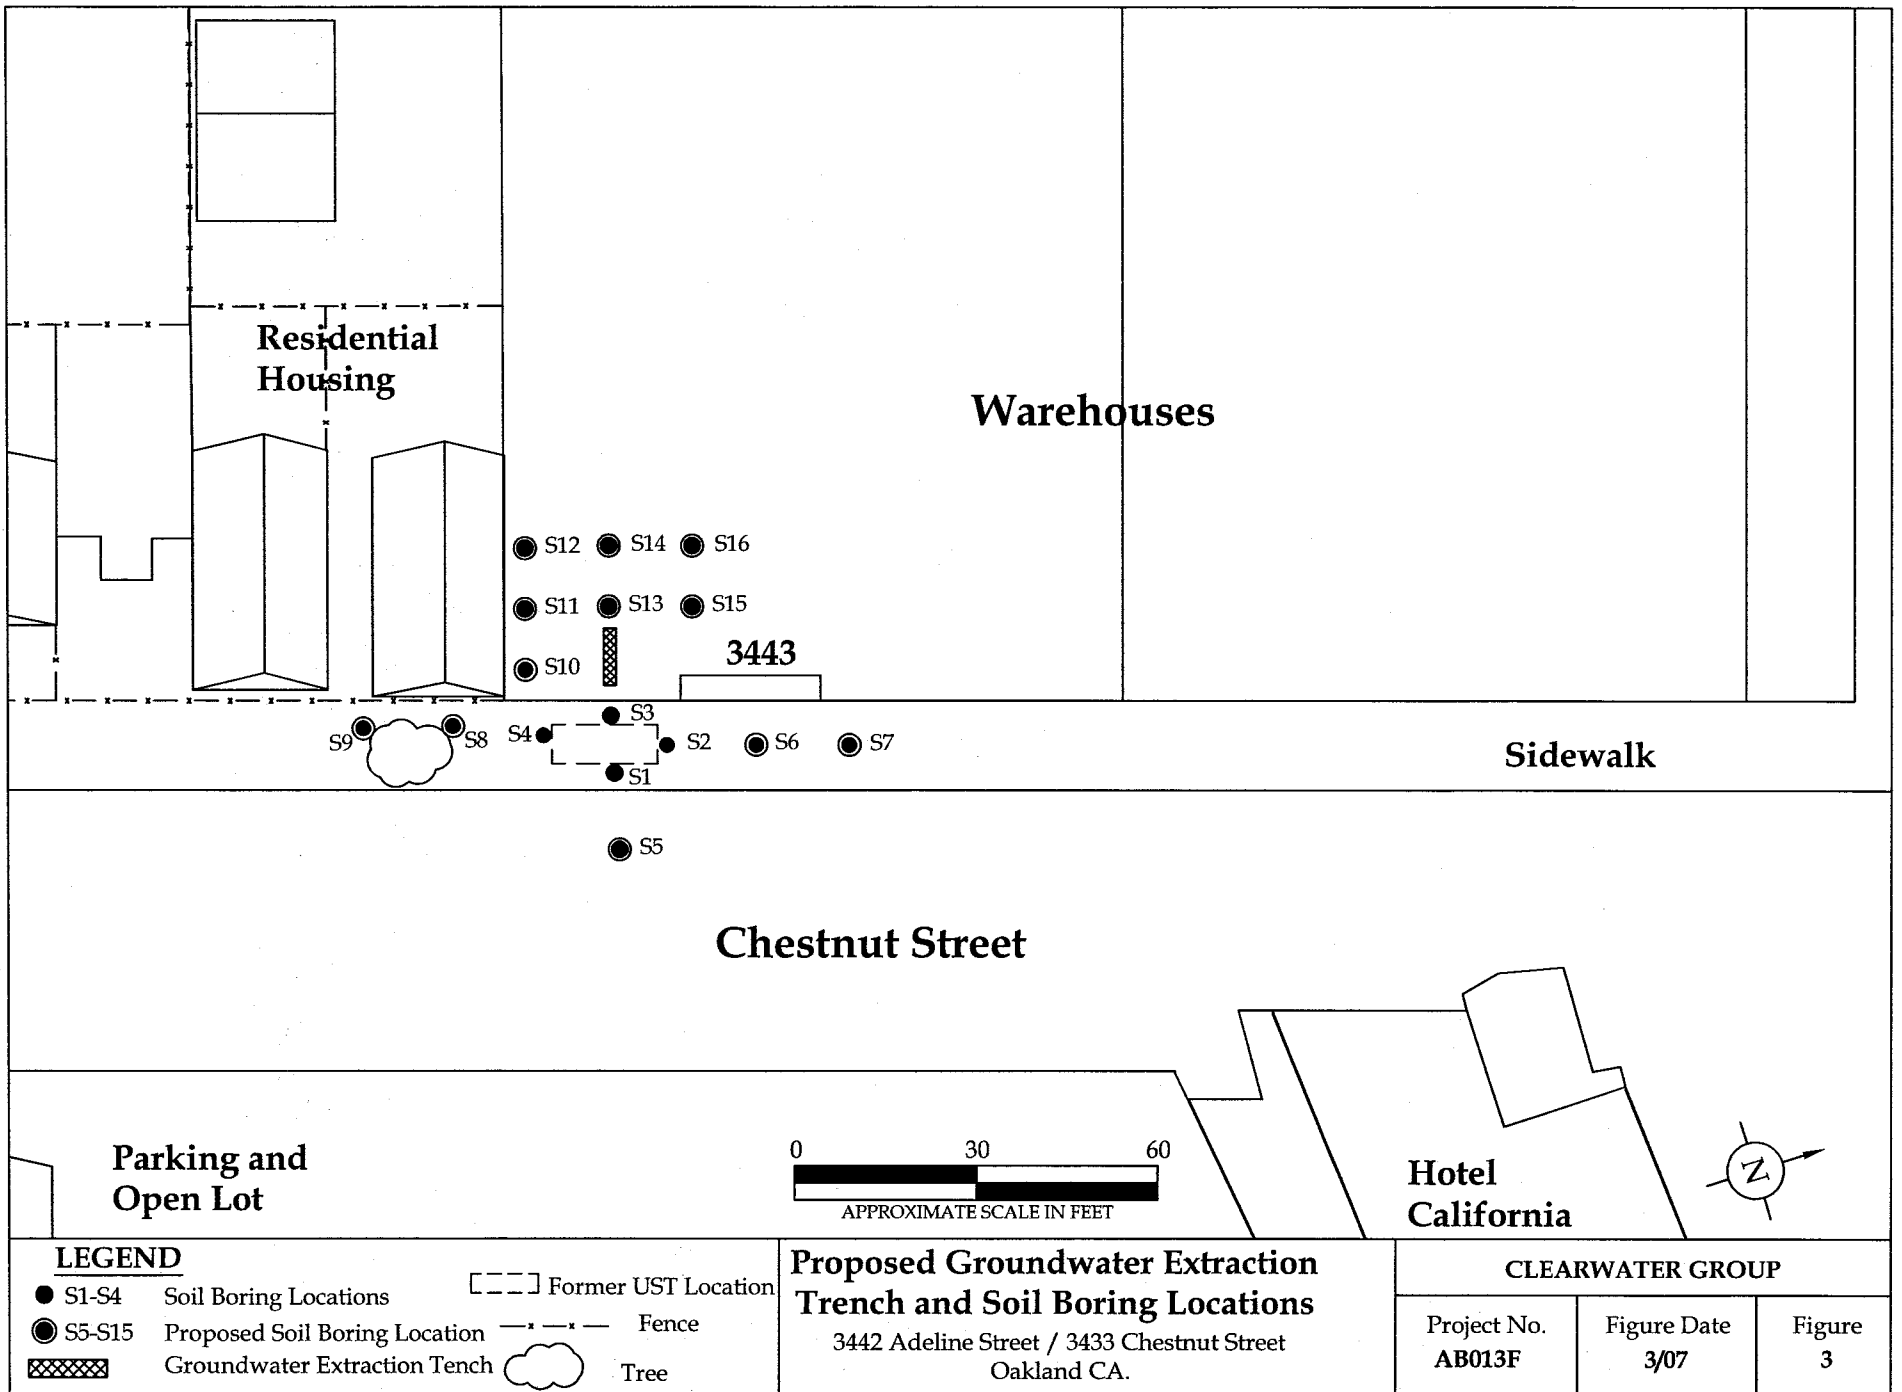 Residential
Housing
Warehouses
S12
S14
S16
S11
S13
S15
S10
3443
S3
S9
S8
S4
S2
S6
S7
S1
Sidewalk
S5
Chestnut Street
Parking and
Open Lot
0 30 60
APPROXIMATE SCALE IN FEET
Hotel
California
N
LEGEND
S1-S4 Soil Boring Locations
S5-S15 Proposed Soil Boring Location
Groundwater Extraction Tench
Former UST Location
Fence
Tree
Proposed Groundwater Extraction
Trench and Soil Boring Locations
3442 Adeline Street / 3433 Chestnut Street
Oakland CA.
CLEARWATER GROUP
Project No.
AB013F
Figure Date
3/07
Figure
3